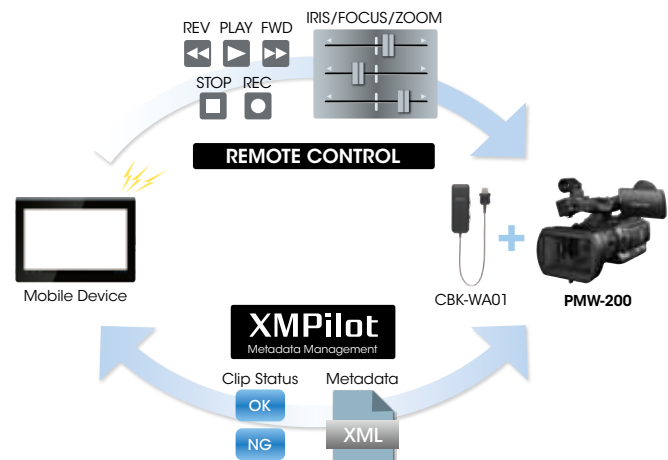 REV PLAY FWD
IRIS/FOCUS/ZOOM
STOP REC
REMOTE CONTROL
Mobile Device
CBK-WA01
PMW-200
XMPilot
Metadata Management
Clip Status
Metadata
OK
NG
XML